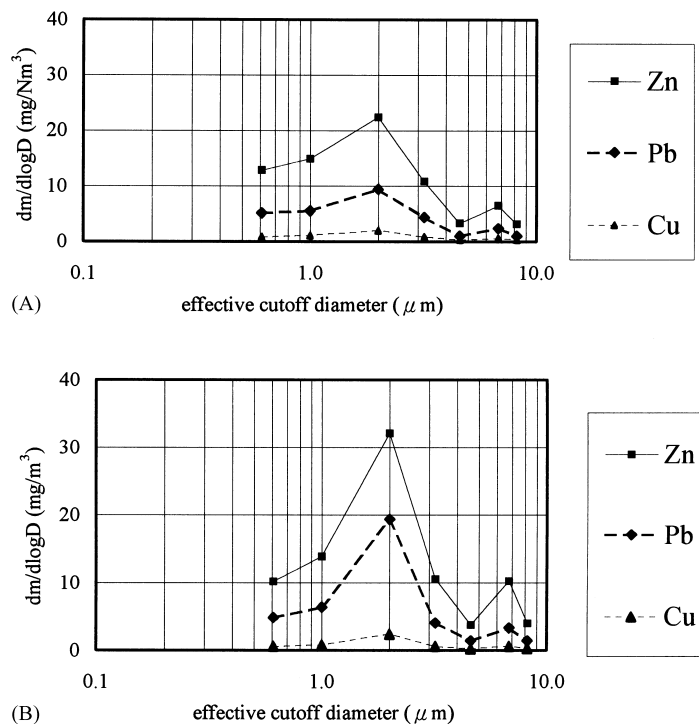 40
30
20
10
0
dm/dlogD (mg/Nm³)
0.1 1.0 10.0
effective cutoff diameter ( μ m)
(A)
Zn
Pb
Cu
40
30
20
10
0
dm/dlogD (mg/m³)
0.1 1.0 10.0
effective cutoff diameter ( μ m)
(B)
Zn
Pb
Cu